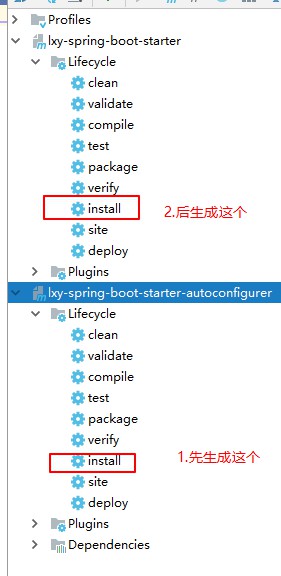 Profiles
lxy-spring-boot-starter
Lifecycle
clean
validate
compile
test
package
verify
install
2.后生成这个
site
deploy
Plugins
lxy-spring-boot-starter-autoconfigurer
Lifecycle
clean
validate
compile
test
package
verify
install
1.先生成这个
site
deploy
Plugins
Dependencies